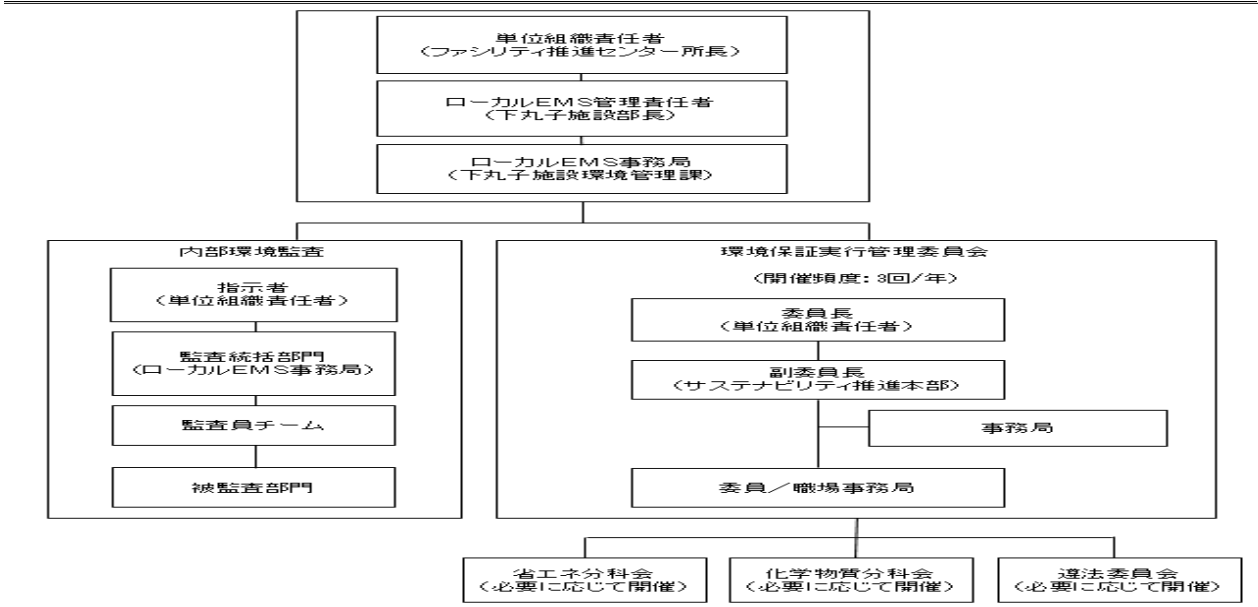 単位組織責任者
（ファシリティ推進センター所長）
ローカルEMS管理責任者
（下丸子施設部長）
ローカルEMS事務局
（下丸子施設環境管理課）
内部環境監査
指示者
（単位組織責任者）
監査統括部門
（ローカルEMS事務局）
監査員チーム
被監査部門
環境保証実行管理委員会
（開催頻度：3回/年）
委員長
（単位組織責任者）
副委員長
（サステナビリティ推進本部）
事務局
委員／職場事務局
省エネ分科会
（必要に応じて開催）
化学物質分科会
（必要に応じて開催）
違法委員会
（必要に応じて開催）